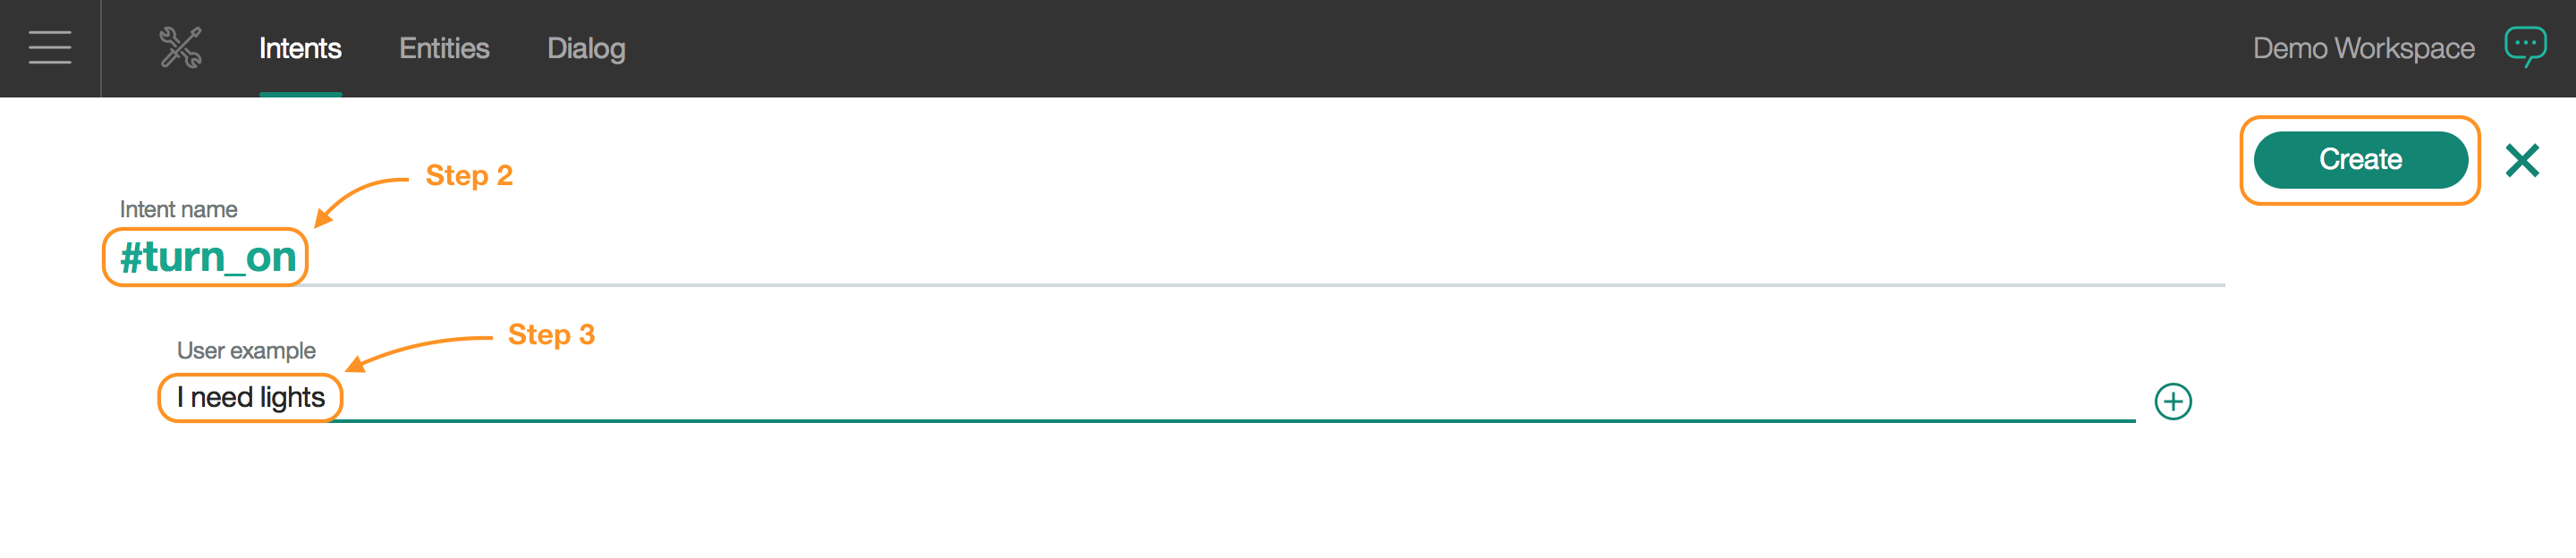 Intents Entities Dialog Demo Workspace
Create
Step 2
Intent name
#turn_on
Step 3
User example
I need lights